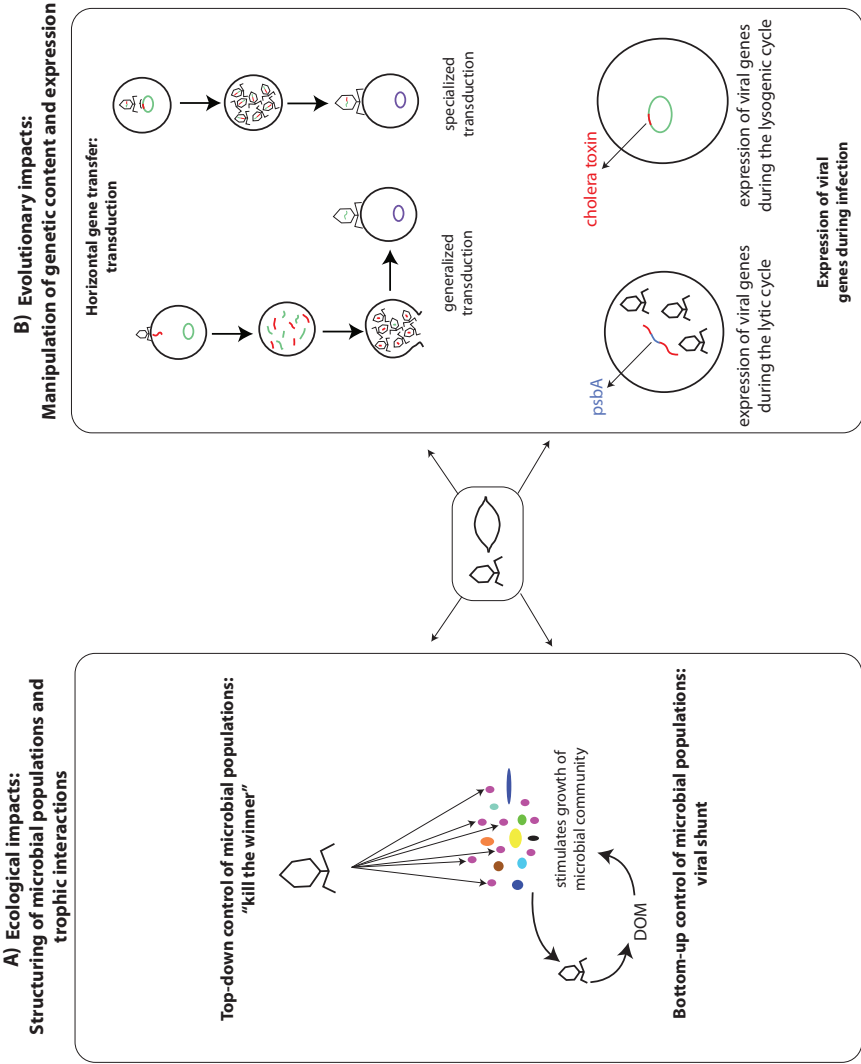 A) Ecological impacts:
Structuring of microbial populations and
trophic interactions
Top-down control of microbial populations:
"kill the winner"
stimulates growth of
microbial community
DOM
Bottom-up control of microbial populations:
viral shunt
B) Evolutionary impacts:
Manipulation of genetic content and expression
Horizontal gene transfer:
transduction
generalized
transduction
specialized
transduction
psbA
cholera toxin
expression of viral genes
during the lytic cycle
expression of viral genes
during the lysogenic cycle
Expression of viral
genes during infection